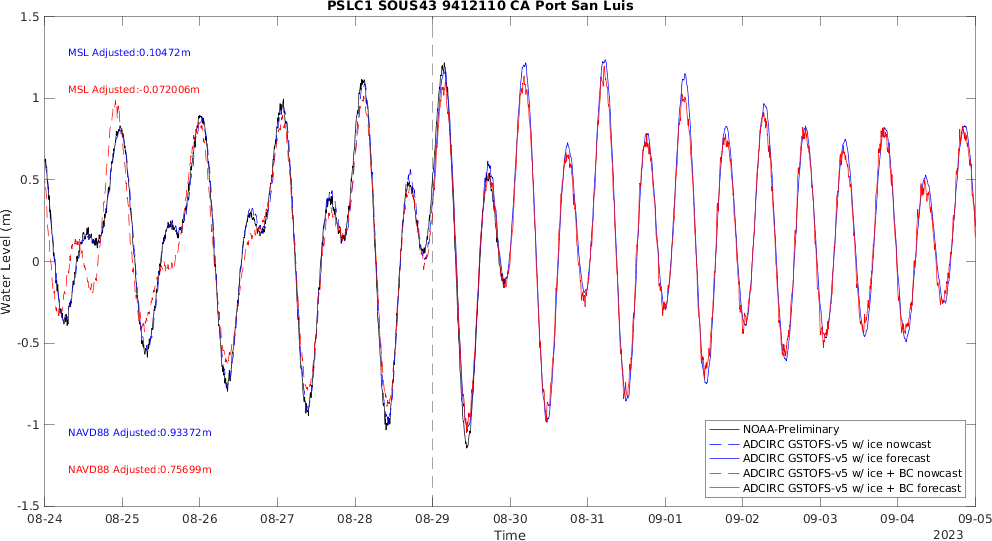 PSLC1 SOUS43 9412110 CA Port San Luis
1.5
MSL Adjusted:0.10472m
MSL Adjusted:-0.072006m
1
0.5
Water Level (m)
0
-0.5
-1
NAVD88 Adjusted:0.93372m
NAVD88 Adjusted:0.75699m
-1.5
NOAA-Preliminary
ADCIRC GSTOFS-v5 w/ ice nowcast
ADCIRC GSTOFS-v5 w/ ice forecast
ADCIRC GSTOFS-v5 w/ ice + BC nowcast
ADCIRC GSTOFS-v5 w/ ice + BC forecast
08-24 08-25 08-26 08-27 08-28 08-29 08-30 08-31 09-01 09-02 09-03 09-04 09-05
Time
2023